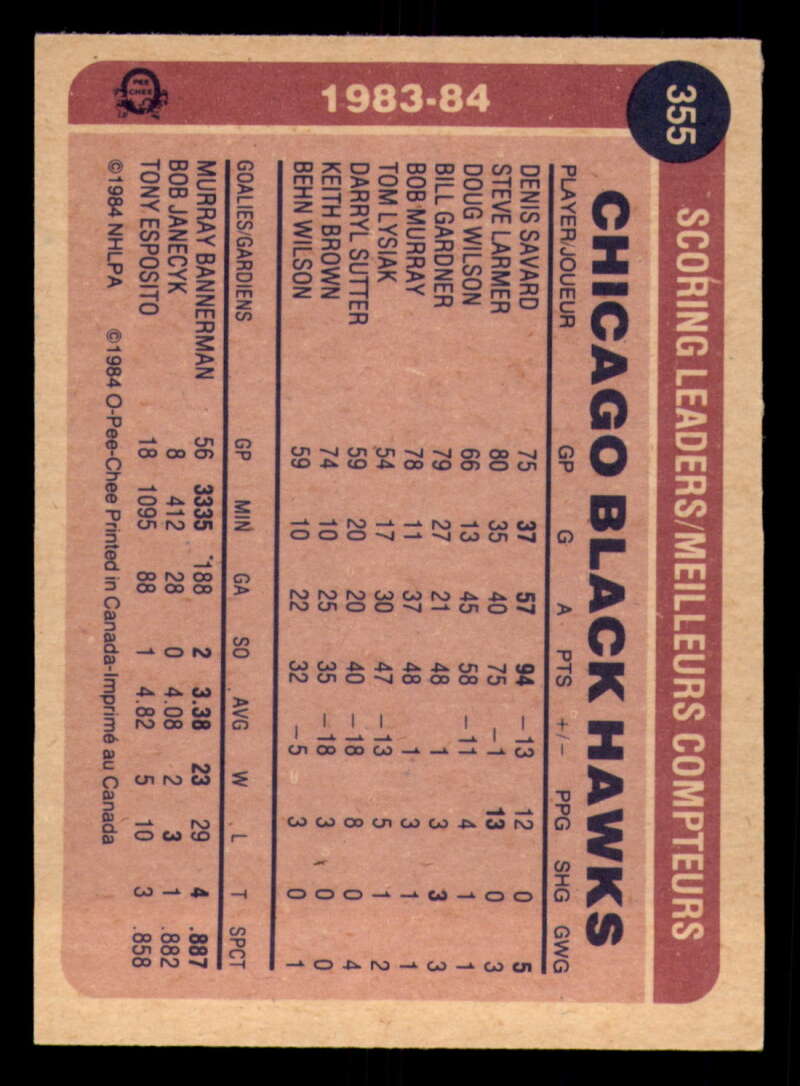 355
SCORING LEADERS/MEILLEURS COMPTEURS
1983-84
PEE
CHEE
CHICAGO BLACK HAWKS
PLAYER/JOUEUR GP G A PTS +/- PPG SHG GWG
DENIS SAVARD 75 37 57 94 -13 12 0 5
STEVE LARMER 80 35 40 75 -1 13 0 3
DOUG WILSON 66 13 45 58 -11 4 1 1
BILL GARDNER 79 27 21 48 1 3 3 3
BOB MURRAY 78 11 37 48 1 3 1 1
TOM LYSIAK 54 17 30 47 -13 5 1 2
DARRYL SUTTER 59 20 20 40 -18 8 0 4
KEITH BROWN 74 10 25 35 -18 3 0 0
BEHN WILSON 59 10 22 32 -5 3 0 1
GOALIES/GARDIENS GP MIN GA SO AVG W L T SPCT
MURRAY BANNERMAN 56 3335 188 2 3.38 23 29 4 .887
BOB JANECYK 8 412 28 0 4.08 2 3 1 .882
TONY ESPOSITO 18 1095 88 1 4.82 5 10 3 .858
©1984 NHLPA ©1984 O-Pee-Chee Printed in Canada-Imprimé au Canada